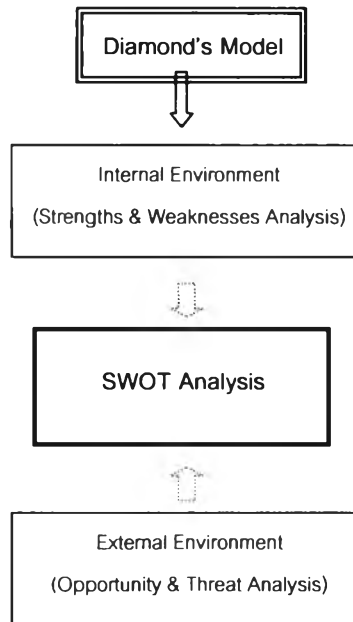 Diamond's Model
Internal Environment
(Strengths & Weaknesses Analysis)
SWOT Analysis
External Environment
(Opportunity & Threat Analysis)